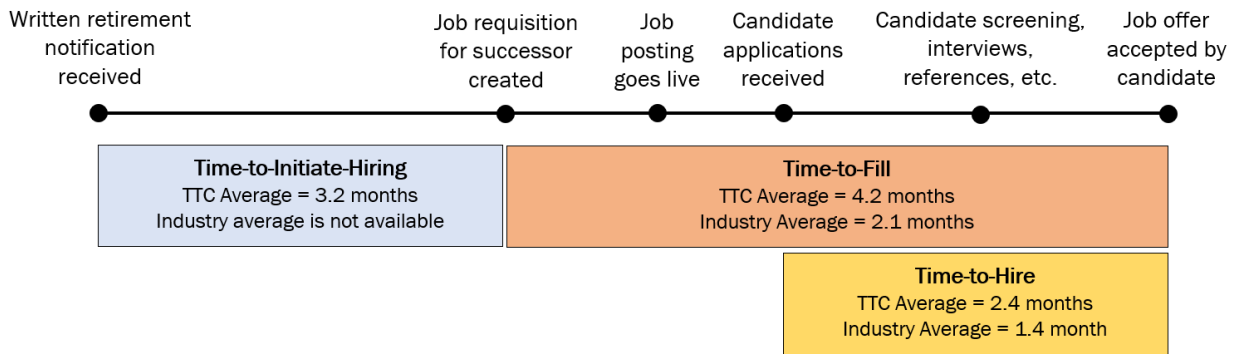 Written retirement
notification
received
Job requisition
for successor
created
Job
posting
goes live
Candidate
applications
received
Candidate screening,
interviews,
references, etc.
Job offer
accepted by
candidate
Time-to-Initiate-Hiring
TTC Average = 3.2 months
Industry average is not available
Time-to-Fill
TTC Average = 4.2 months
Industry Average = 2.1 months
Time-to-Hire
TTC Average = 2.4 months
Industry Average = 1.4 month